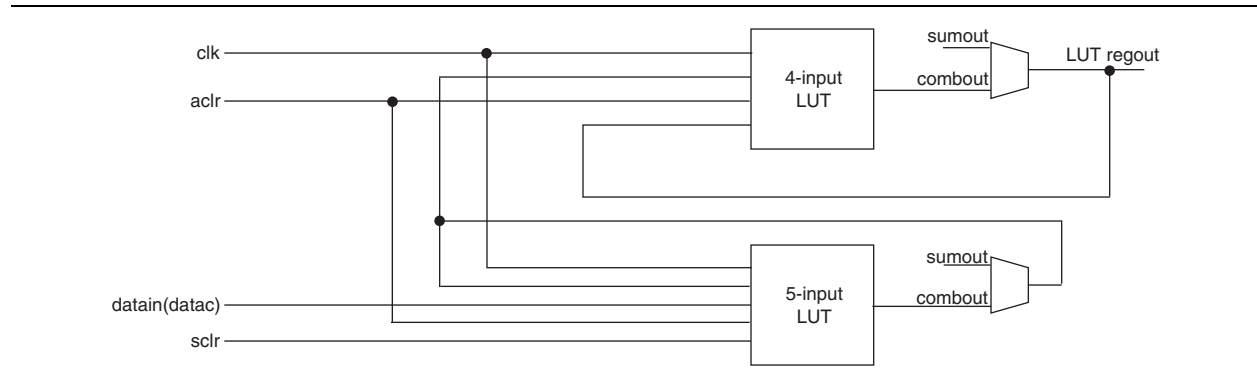 clk
aclr
4-input
LUT
sumout
combout
LUT regout
datain(datac)
sclr
5-input
LUT
sumout
combout